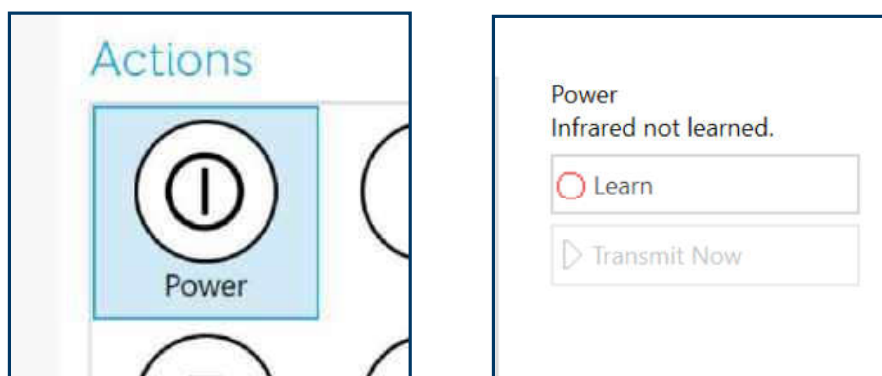 Actions
Power
Power
Infrared not learned.
Learn
Transmit Now